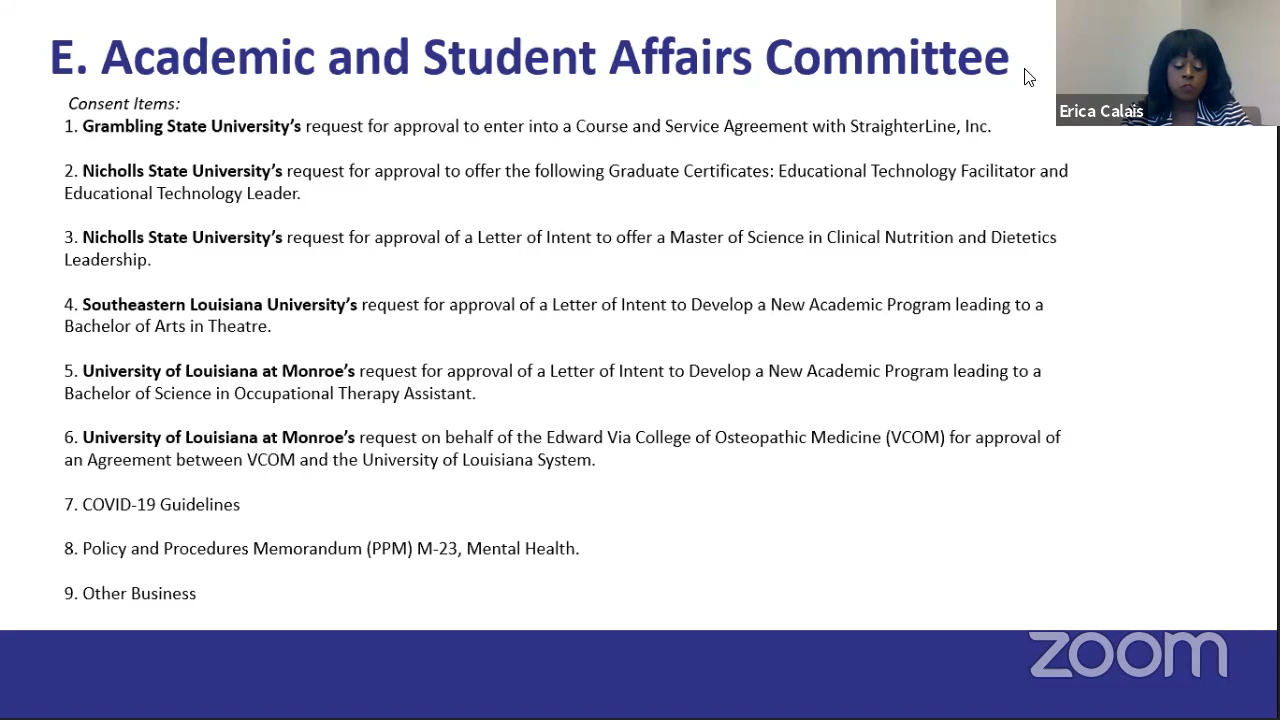 E. Academic and Student Affairs Committee
Erica Calais
Consent Items:
1. Grambling State University’s request for approval to enter into a Course and Service Agreement with StraighterLine, Inc.
2. Nicholls State University’s request for approval to offer the following Graduate Certificates: Educational Technology Facilitator and
Educational Technology Leader.
3. Nicholls State University’s request for approval of a Letter of Intent to offer a Master of Science in Clinical Nutrition and Dietetics
Leadership.
4. Southeastern Louisiana University’s request for approval of a Letter of Intent to Develop a New Academic Program leading to a
Bachelor of Arts in Theatre.
5. University of Louisiana at Monroe’s request for approval of a Letter of Intent to Develop a New Academic Program leading to a
Bachelor of Science in Occupational Therapy Assistant.
6. University of Louisiana at Monroe’s request on behalf of the Edward Via College of Osteopathic Medicine (VCOM) for approval of
an Agreement between VCOM and the University of Louisiana System.
7. COVID-19 Guidelines
8. Policy and Procedures Memorandum (PPM) M-23, Mental Health.
9. Other Business
zoom